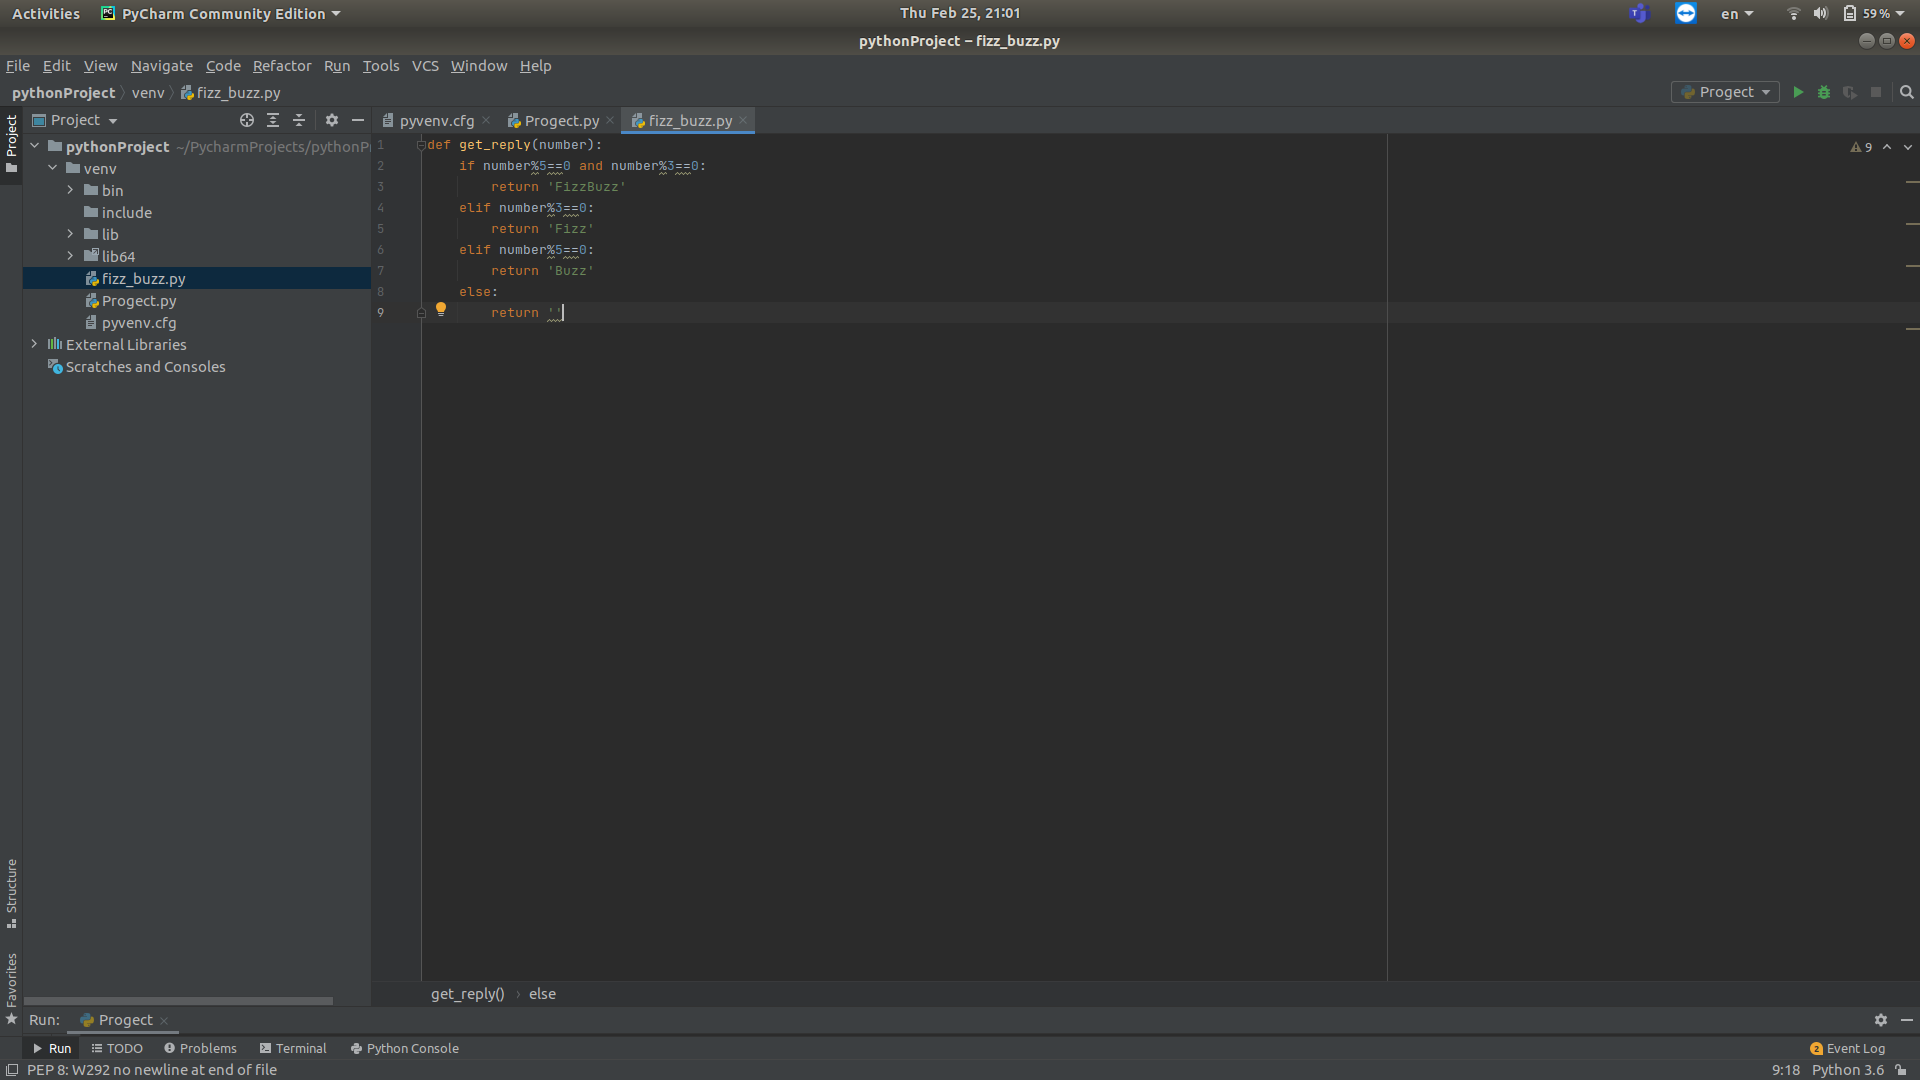 Activities PyCharm Community Edition Thu Feb 25, 21:01 en 59 %
pythonProject – fizz_buzz.py
File Edit View Navigate Code Refactor Run Tools VCS Window Help
pythonProject venv fizz_buzz.py Progect
Project Project pyvenv.cfg Progect.py fizz_buzz.py
pythonProject ~/PycharmProjects/pythonP
venv
bin
include
lib
lib64
fizz_buzz.py
Progect.py
pyvenv.cfg
External Libraries
Scratches and Consoles
1 def get_reply(number): 9
2 if number%5==0 and number%3==0:
3 return 'FizzBuzz'
4 elif number%3==0:
5 return 'Fizz'
6 elif number%5==0:
7 return 'Buzz'
8 else:
9 return ''
Structure
Favorites
get_reply() › else
Run: Progect
Run TODO Problems Terminal Python Console 2 Event Log
PEP 8: W292 no newline at end of file 9:18 Python 3.6